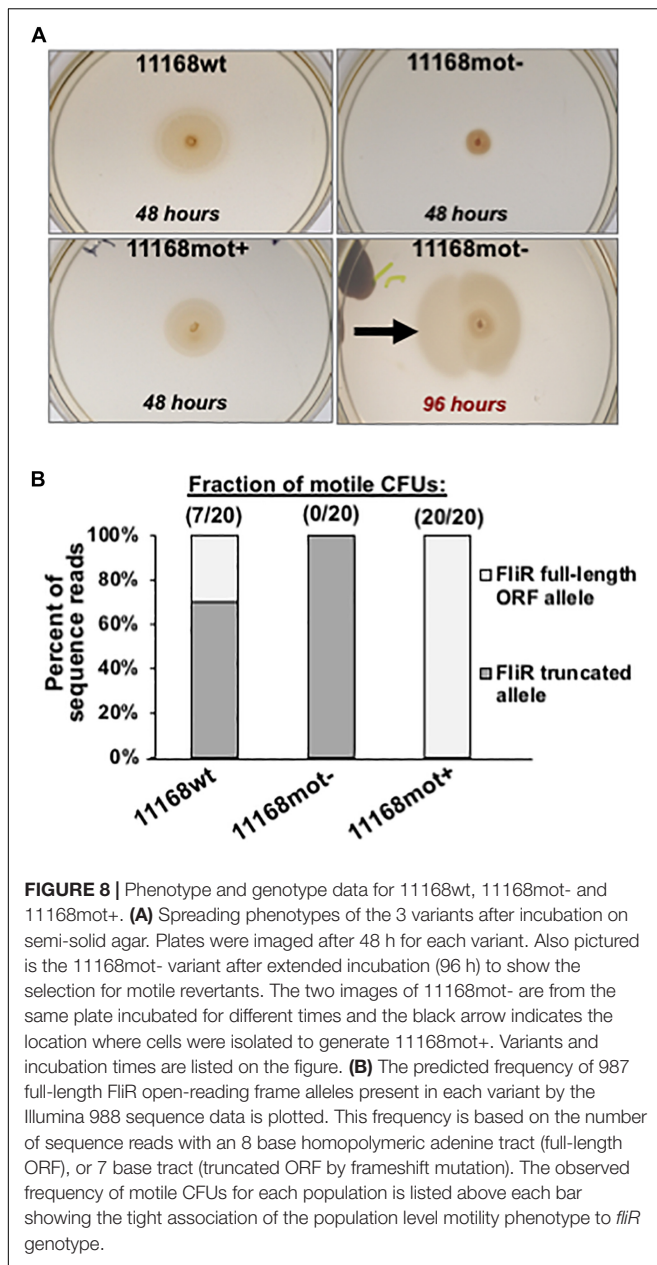 A
11168wt
11168mot-
48 hours
48 hours
11168mot+
11168mot-
48 hours
96 hours
B
Fraction of motile CFUs:
(7/20) (0/20) (20/20)
Percent of
sequence reads
100%
80%
60%
40%
20%
0%
FliR full-length
ORF allele
FliR truncated
allele
11168wt
11168mot-
11168mot+
FIGURE 8 | Phenotype and genotype data for 11168wt, 11168mot- and
11168mot+. (A) Spreading phenotypes of the 3 variants after incubation on
semi-solid agar. Plates were imaged after 48 h for each variant. Also pictured
is the 11168mot- variant after extended incubation (96 h) to show the
selection for motile revertants. The two images of 11168mot- are from the
same plate incubated for different times and the black arrow indicates the
location where cells were isolated to generate 11168mot+. Variants and
incubation times are listed on the figure. (B) The predicted frequency of 987
full-length FliR open-reading frame alleles present in each variant by the
Illumina 988 sequence data is plotted. This frequency is based on the number
of sequence reads with an 8 base homopolymeric adenine tract (full-length
ORF), or 7 base tract (truncated ORF by frameshift mutation). The observed
frequency of motile CFUs for each population is listed above each bar
showing the tight association of the population level motility phenotype to fliR
genotype.